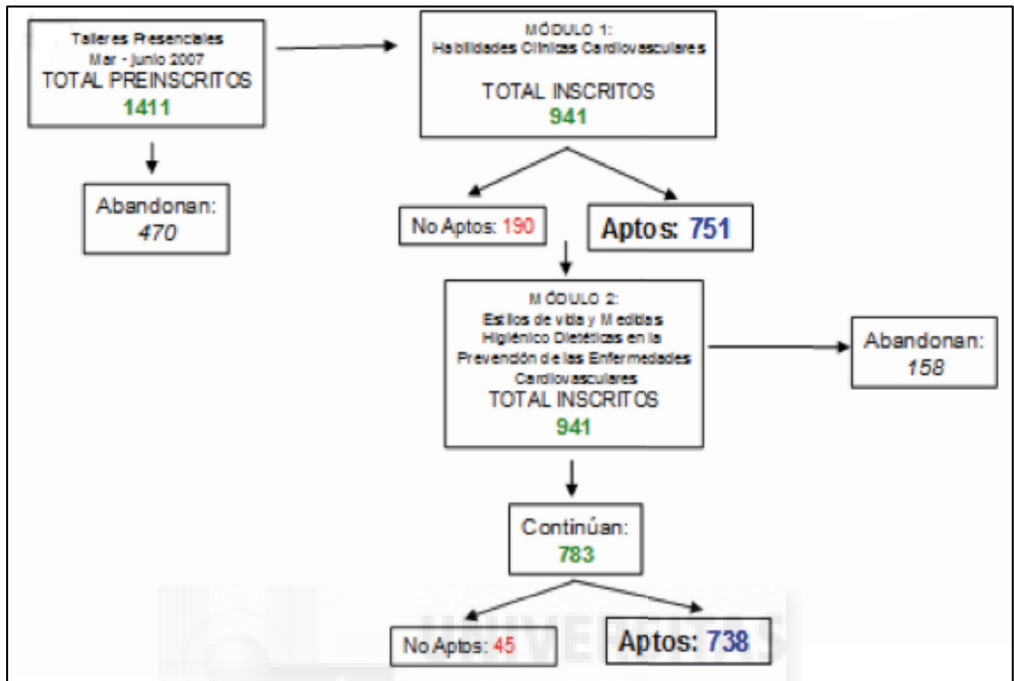 Talleres Presenciales
Mar - Junio 2007
TOTAL PREINSCRITOS
1411
MÓDULO 1:
Habilidades Clínicas Cardiovasculares
TOTAL INSCRITOS
941
Abandonan:
470
No Aptos: 190
Aptos: 751
MÓDULO 2:
Estilos de vida y Medidas
Higiénico Dietéticas en la
Prevención de las Enfermedades
Cardiovasculares
TOTAL INSCRITOS
941
Abandonan:
158
Continúan:
783
No Aptos: 45
Aptos: 738
UNIVERSITAS